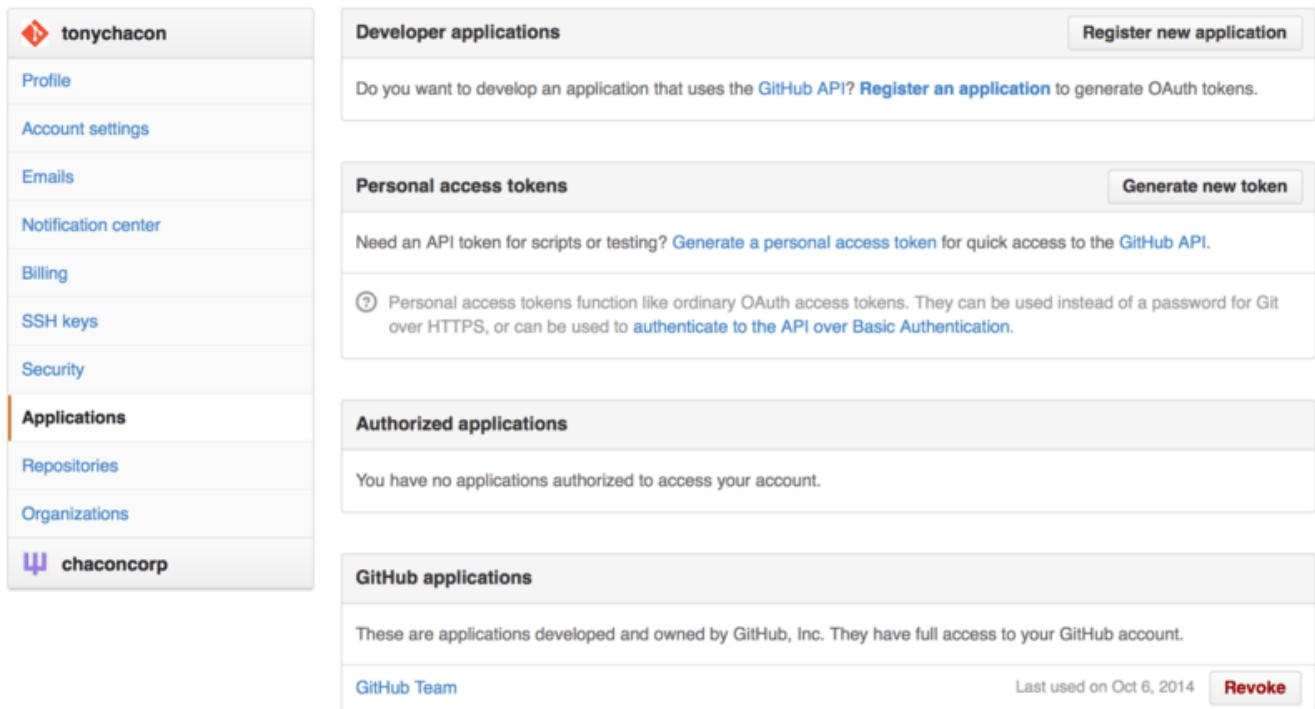 tonychacon
Profile
Account settings
Emails
Notification center
Billing
SSH keys
Security
Applications
Repositories
Organizations
chaconcorp
Developer applications
Register new application
Do you want to develop an application that uses the GitHub API? Register an application to generate OAuth tokens.
Personal access tokens
Generate new token
Need an API token for scripts or testing? Generate a personal access token for quick access to the GitHub API.
Personal access tokens function like ordinary OAuth access tokens. They can be used instead of a password for Git
over HTTPS, or can be used to authenticate to the API over Basic Authentication.
Authorized applications
You have no applications authorized to access your account.
GitHub applications
These are applications developed and owned by GitHub, Inc. They have full access to your GitHub account.
GitHub Team
Last used on Oct 6, 2014
Revoke